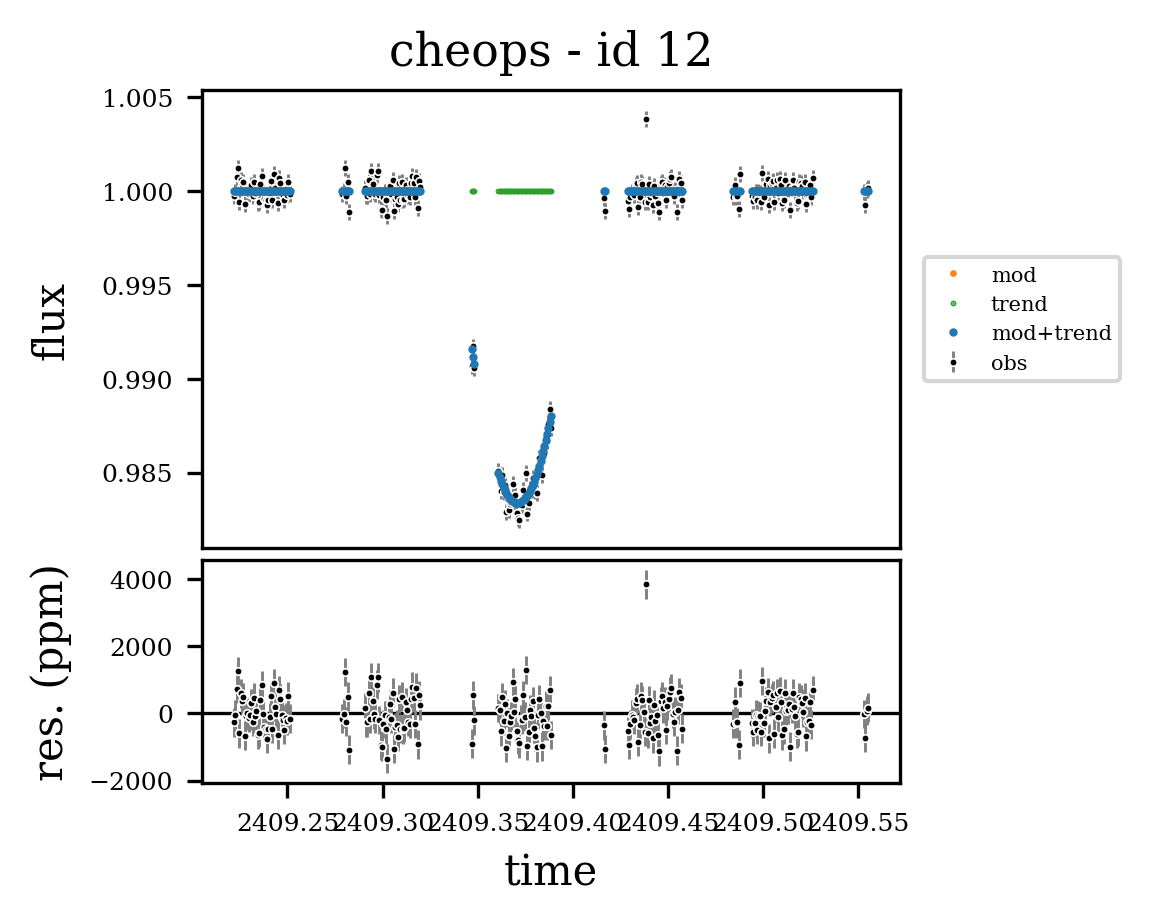 cheops - id 12
1.005
1.000
0.995
0.990
0.985
flux
mod
trend
mod+trend
obs
4000
2000
0
−2000
res. (ppm)
2409.25 2409.30 2409.35 2409.40 2409.45 2409.50 2409.55
time